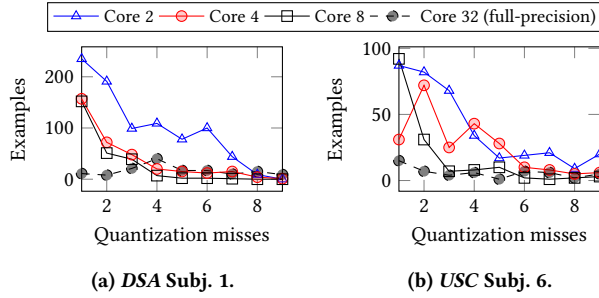 Core 2 Core 4 Core 8 Core 32 (full-precision)
Examples
200
100
0
2 4 6 8
Quantization misses
(a) DSA Subj. 1.
Examples
100
50
0
2 4 6 8
Quantization misses
(b) USC Subj. 6.